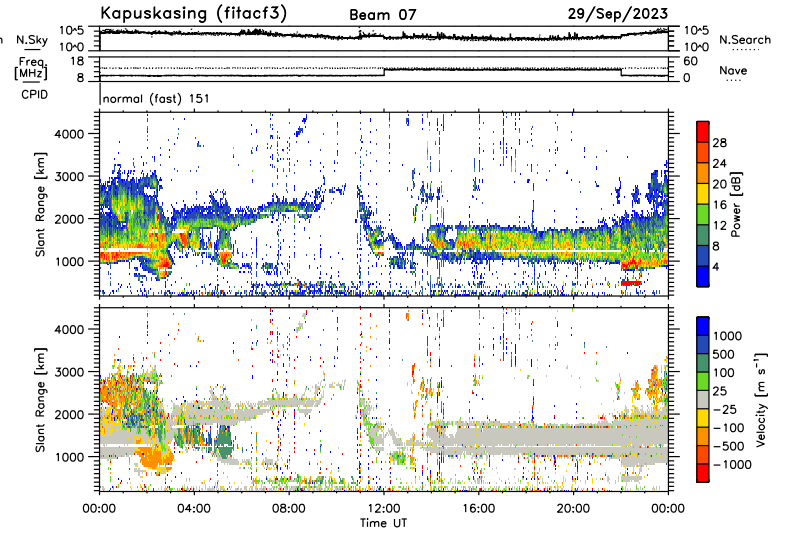 Kapuskasing (fitacf3) Beam 07 29/Sep/2023
N.Sky 10^5 10^0 10^5 10^0 N.Search
Freq. [MHz] 18 8 60 0 Nave
CPID normal (fast) 151
Slant Range [km] 4000 3000 2000 1000
28 24 20 16 12 8 4 Power [dB]
Slant Range [km] 4000 3000 2000 1000
1000 500 100 25 −25 −100 −500 −1000 Velocity [m s⁻¹]
00:00 04:00 08:00 12:00 16:00 20:00 00:00
Time UT